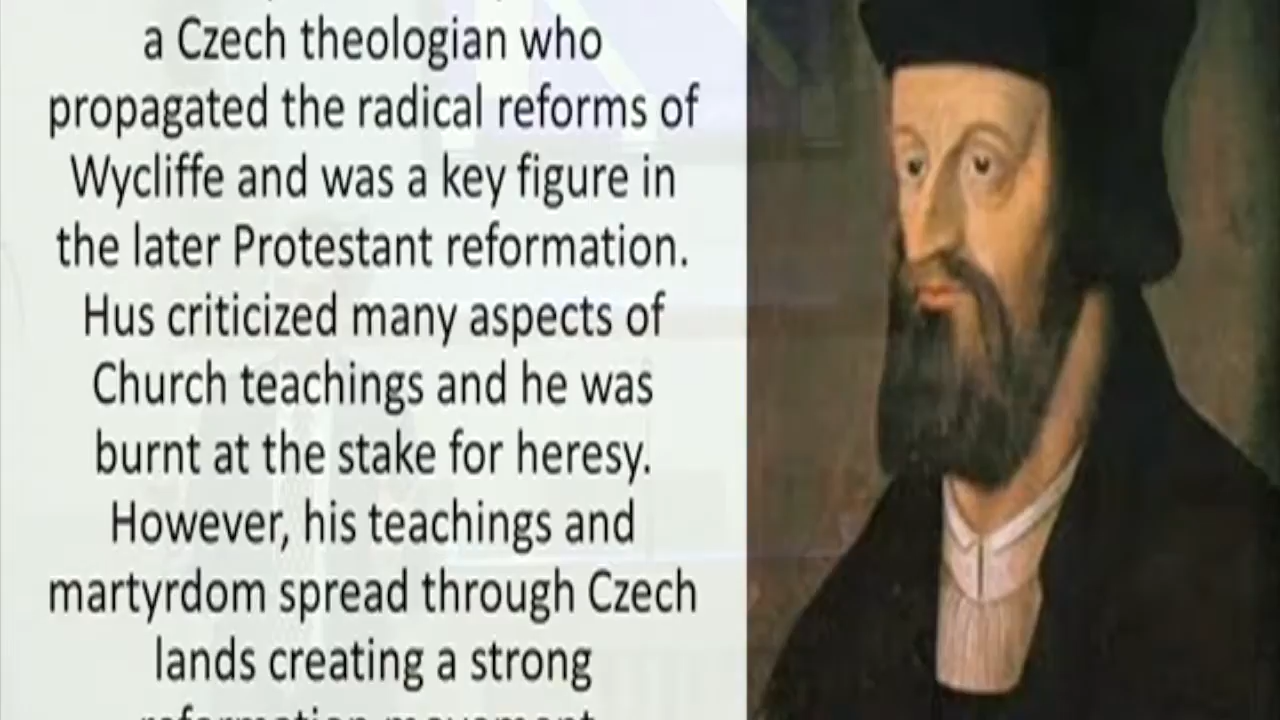 a Czech theologian who
propagated the radical reforms of
Wycliffe and was a key figure in
the later Protestant reformation.
Hus criticized many aspects of
Church teachings and he was
burnt at the stake for heresy.
However, his teachings and
martyrdom spread through Czech
lands creating a strong
reformation movement